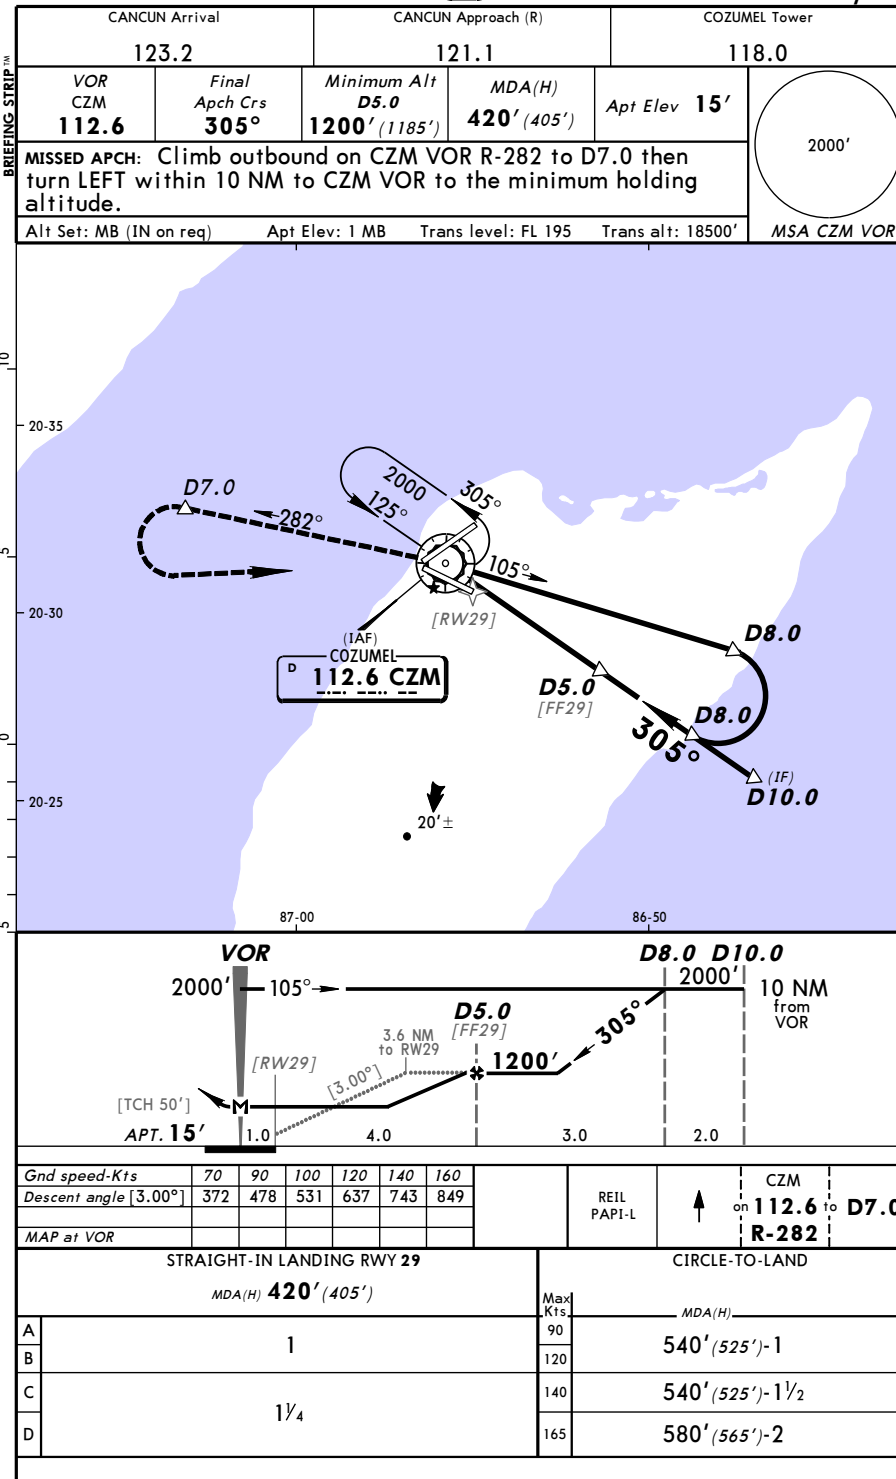 CANCUN Arrival
CANCUN Approach (R)
COZUMEL Tower
123.2
121.1
118.0
BRIEFING STRIP™
VOR
CZM
112.6
Final
Apch Crs
305°
Minimum Alt
D5.0
1200' (1185')
MDA(H)
420' (405')
Apt Elev 15'
2000'
MISSED APCH: Climb outbound on CZM VOR R-282 to D7.0 then
turn LEFT within 10 NM to CZM VOR to the minimum holding
altitude.
Alt Set: MB (IN on req) Apt Elev: 1 MB Trans level: FL 195 Trans alt: 18500'
MSA CZM VOR
10
20-35
D7.0
2000
305°
125°
282°
5
105°
20-30
[RW29]
D8.0
(IAF)
COZUMEL
D 112.6 CZM
D5.0
[FF29]
D8.0
305°
0
(IF)
D10.0
20-25
20'±
5
87-00
86-50
VOR
D8.0 D10.0
2000' 105°
2000'
10 NM
from
VOR
D5.0
[FF29]
305°
3.6 NM
to RW29
1200'
[RW29]
[3.00°]
[TCH 50']
M
APT. 15'
1.0
4.0
3.0
2.0
Gnd speed-Kts 70 90 100 120 140 160
Descent angle [3.00°] 372 478 531 637 743 849
MAP at VOR
REIL
PAPI-L
CZM
on 112.6 to D7.0
R-282
STRAIGHT-IN LANDING RWY 29
CIRCLE-TO-LAND
MDA(H) 420' (405')
Max
Kts
MDA(H)
A
B
1
90
120
540' (525')-1
C
D
1¼
140
540' (525')-1½
165
580' (565')-2